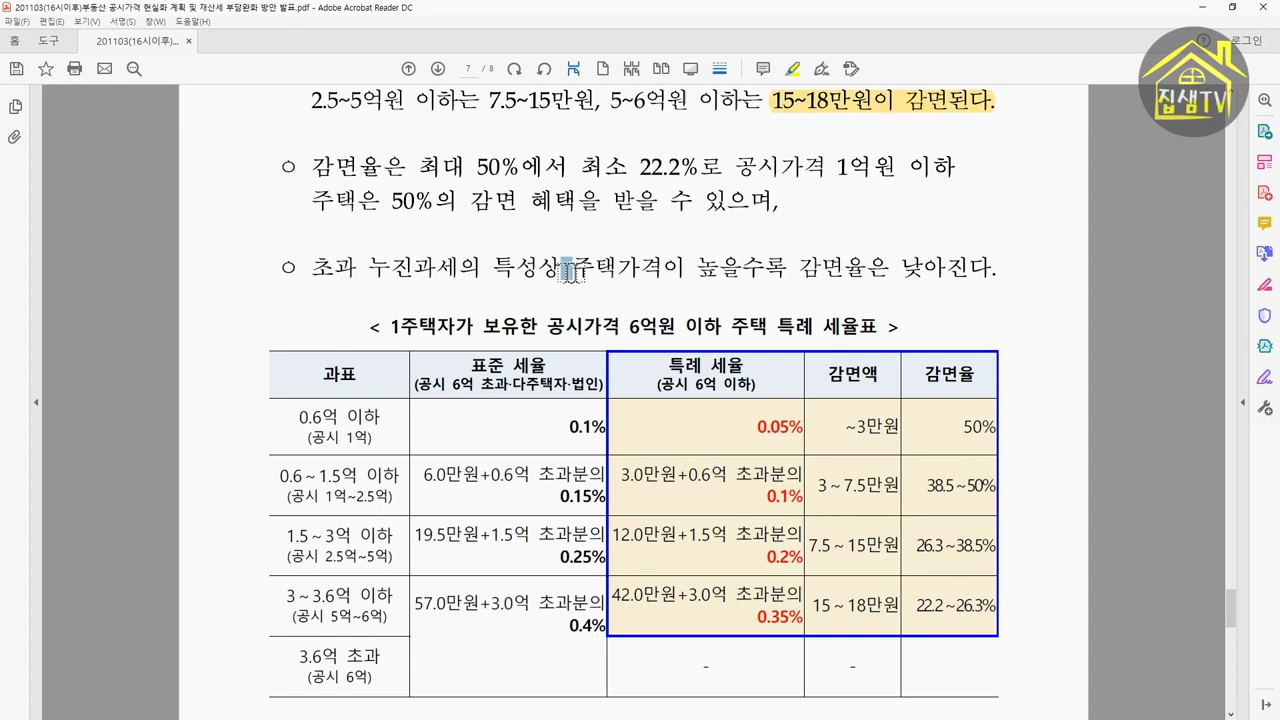 201103(16시이후)부동산 공시가격 현실화 계획 및 재산세 부담완화 방안 발표.pdf - Adobe Acrobat Reader DC
파일(F) 편집(E) 보기(V) 서명(S) 창(W) 도움말(H)
홈 도구 201103(16시이후)... × 로그인
/ 8
집샘TV
2.5~5억원 이하는 7.5~15만원, 5~6억원 이하는 15~18만원이 감면된다.
○ 감면율은 최대 50%에서 최소 22.2%로 공시가격 1억원 이하
주택은 50%의 감면 혜택을 받을 수 있으며,
○ 초과 누진과세의 특성상 주택가격이 높을수록 감면율은 낮아진다.
< 1주택자가 보유한 공시가격 6억원 이하 주택 특례 세율표 >
과표 표준 세율 특례 세율 감면액 감면율
(공시 6억 초과·다주택자·법인) (공시 6억 이하)
0.6억 이하
(공시 1억)
0.1% 0.05% ~3만원 50%
0.6~1.5억 이하
(공시 1억~2.5억)
6.0만원+0.6억 초과분의
0.15%
3.0만원+0.6억 초과분의
0.1%
3~7.5만원 38.5~50%
1.5~3억 이하
(공시 2.5억~5억)
19.5만원+1.5억 초과분의
0.25%
12.0만원+1.5억 초과분의
0.2%
7.5~15만원 26.3~38.5%
3~3.6억 이하
(공시 5억~6억)
57.0만원+3.0억 초과분의
0.4%
42.0만원+3.0억 초과분의
0.35%
15~18만원 22.2~26.3%
3.6억 초과
(공시 6억)
- -